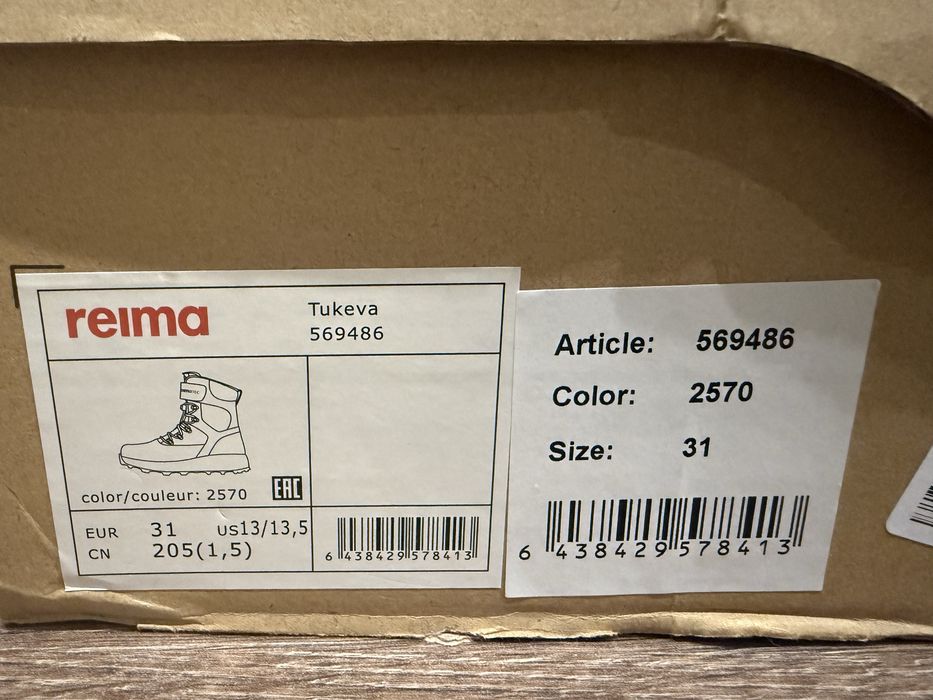 reima
Tukeva
569486
color/couleur: 2570
EAC
EUR 31 US13/13,5
CN 205(1,5)
6 438429 578413
Article: 569486
Color: 2570
Size: 31
6 438429 578413